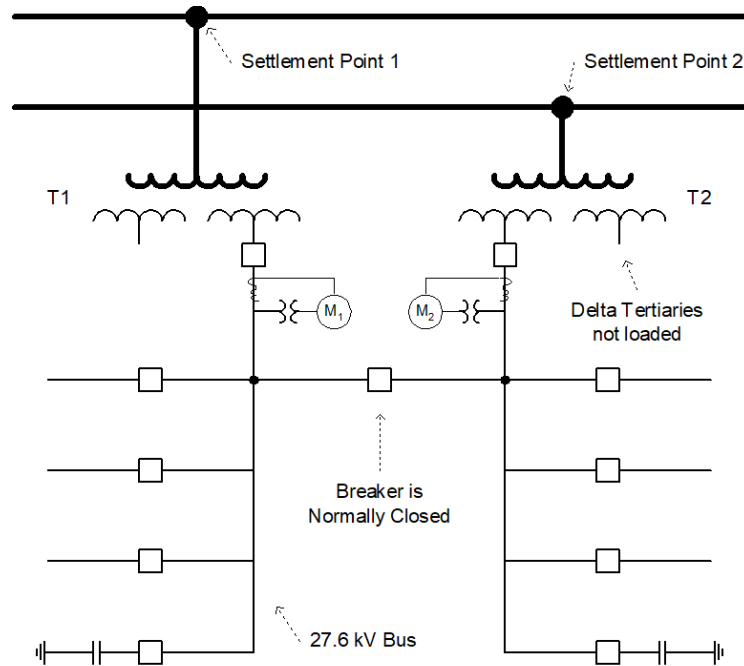 Settlement Point 1
Settlement Point 2
T1
T2
M1
M2
Delta Tertiaries
not loaded
Breaker is
Normally Closed
27.6 kV Bus